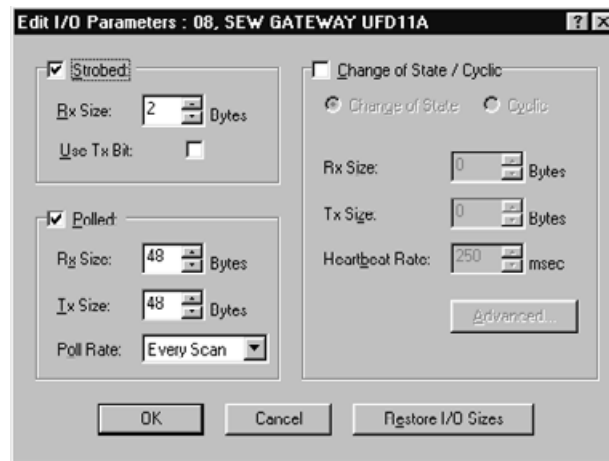 Edit I/O Parameters : 08, SEW GATEWAY UFD11A
Strobed:
Rx Size: 2 Bytes
Use Tx Bit:
Polled:
Rx Size: 48 Bytes
Tx Size: 48 Bytes
Poll Rate: Every Scan
Change of State / Cyclic
Change of State Cyclic
Rx Size: 0 Bytes
Tx Size: 0 Bytes
Heartbeat Rate: 250 msec
Advanced...
OK Cancel Restore I/O Sizes